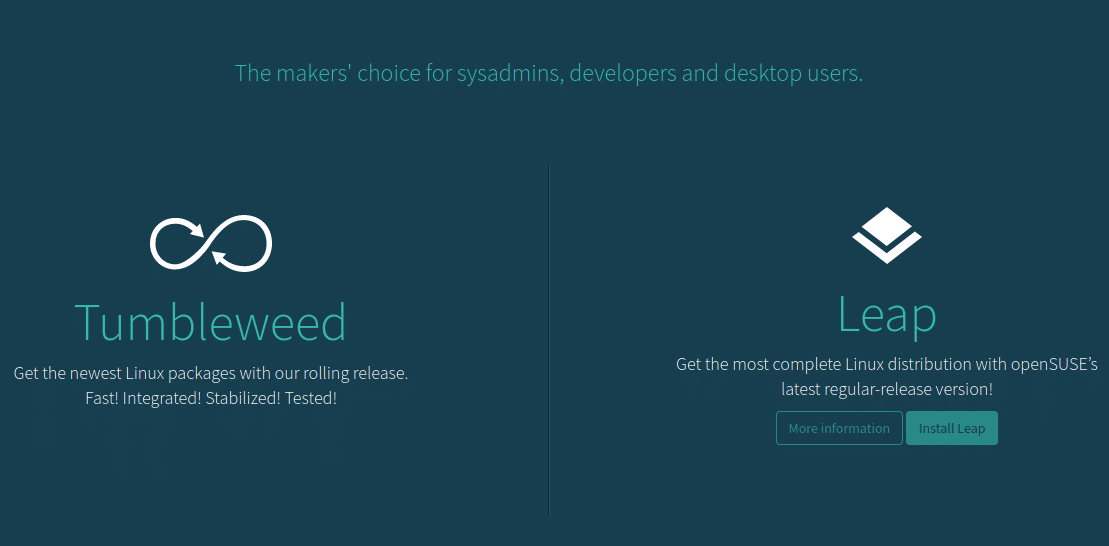 The makers' choice for sysadmins, developers and desktop users.
Tumbleweed
Get the newest Linux packages with our rolling release.
Fast! Integrated! Stabilized! Tested!
Leap
Get the most complete Linux distribution with openSUSE’s
latest regular-release version!
More information
Install Leap